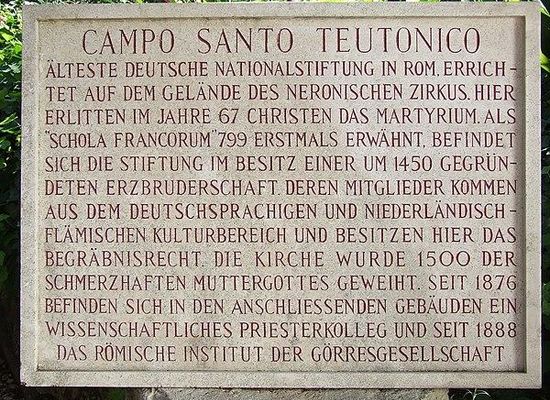 CAMPO SANTO TEUTONICO
ÄLTESTE DEUTSCHE NATIONALSTIFTUNG IN ROM. ERRICH-
TET AUF DEM GELÄNDE DES NERONISCHEN ZIRKUS. HIER
ERLITTEN IM JAHRE 67 CHRISTEN DAS MARTYRIUM. ALS
"SCHOLA FRANCORUM" 799 ERSTMALS ERWÄHNT, BEFINDET
SICH DIE STIFTUNG IM BESITZ EINER UM 1450 GEGRÜN-
DETEN ERZBRUDERSCHAFT, DEREN MITGLIEDER KOMMEN
AUS DEM DEUTSCHSPRACHIGEN UND NIEDERLÄNDISCH-
FLÄMISCHEN KULTURBEREICH UND BESITZEN HIER DAS
BEGRÄBNISRECHT. DIE KIRCHE WURDE 1500 DER
SCHMERZHAFTEN MUTTERGOTTES GEWEIHT. SEIT 1876
BEFINDEN SICH IN DEN ANSCHLIESSENDEN GEBÄUDEN EIN
WISSENSCHAFTLICHES PRIESTERKOLLEG UND SEIT 1888
DAS RÖMISCHE INSTITUT DER GÖRRESGESELLSCHAFT